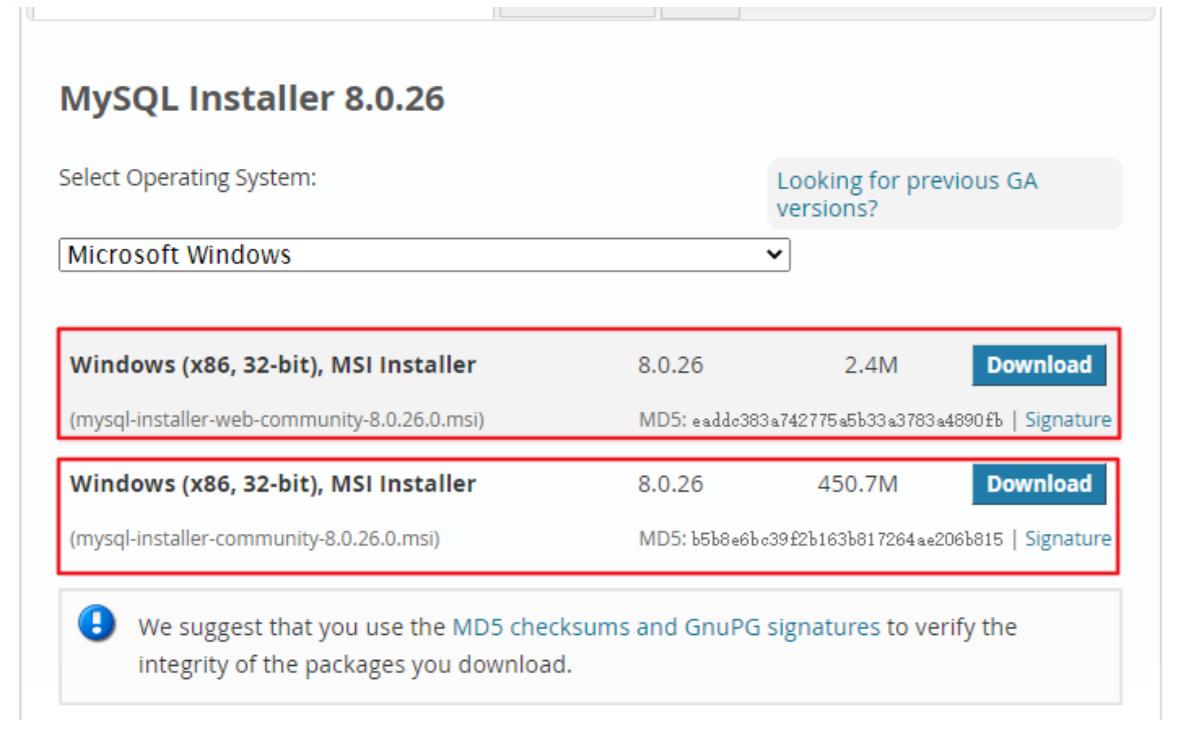 MySQL Installer 8.0.26
Select Operating System:
Looking for previous GA
versions?
Microsoft Windows
Windows (x86, 32-bit), MSI Installer 8.0.26 2.4M Download
(mysql-installer-web-community-8.0.26.0.msi) MD5: eaddc383a742775a5b33a3783a4890fb | Signature
Windows (x86, 32-bit), MSI Installer 8.0.26 450.7M Download
(mysql-installer-community-8.0.26.0.msi) MD5: b5b8e6bc39f2b163b817264ae206b815 | Signature
We suggest that you use the MD5 checksums and GnuPG signatures to verify the
integrity of the packages you download.